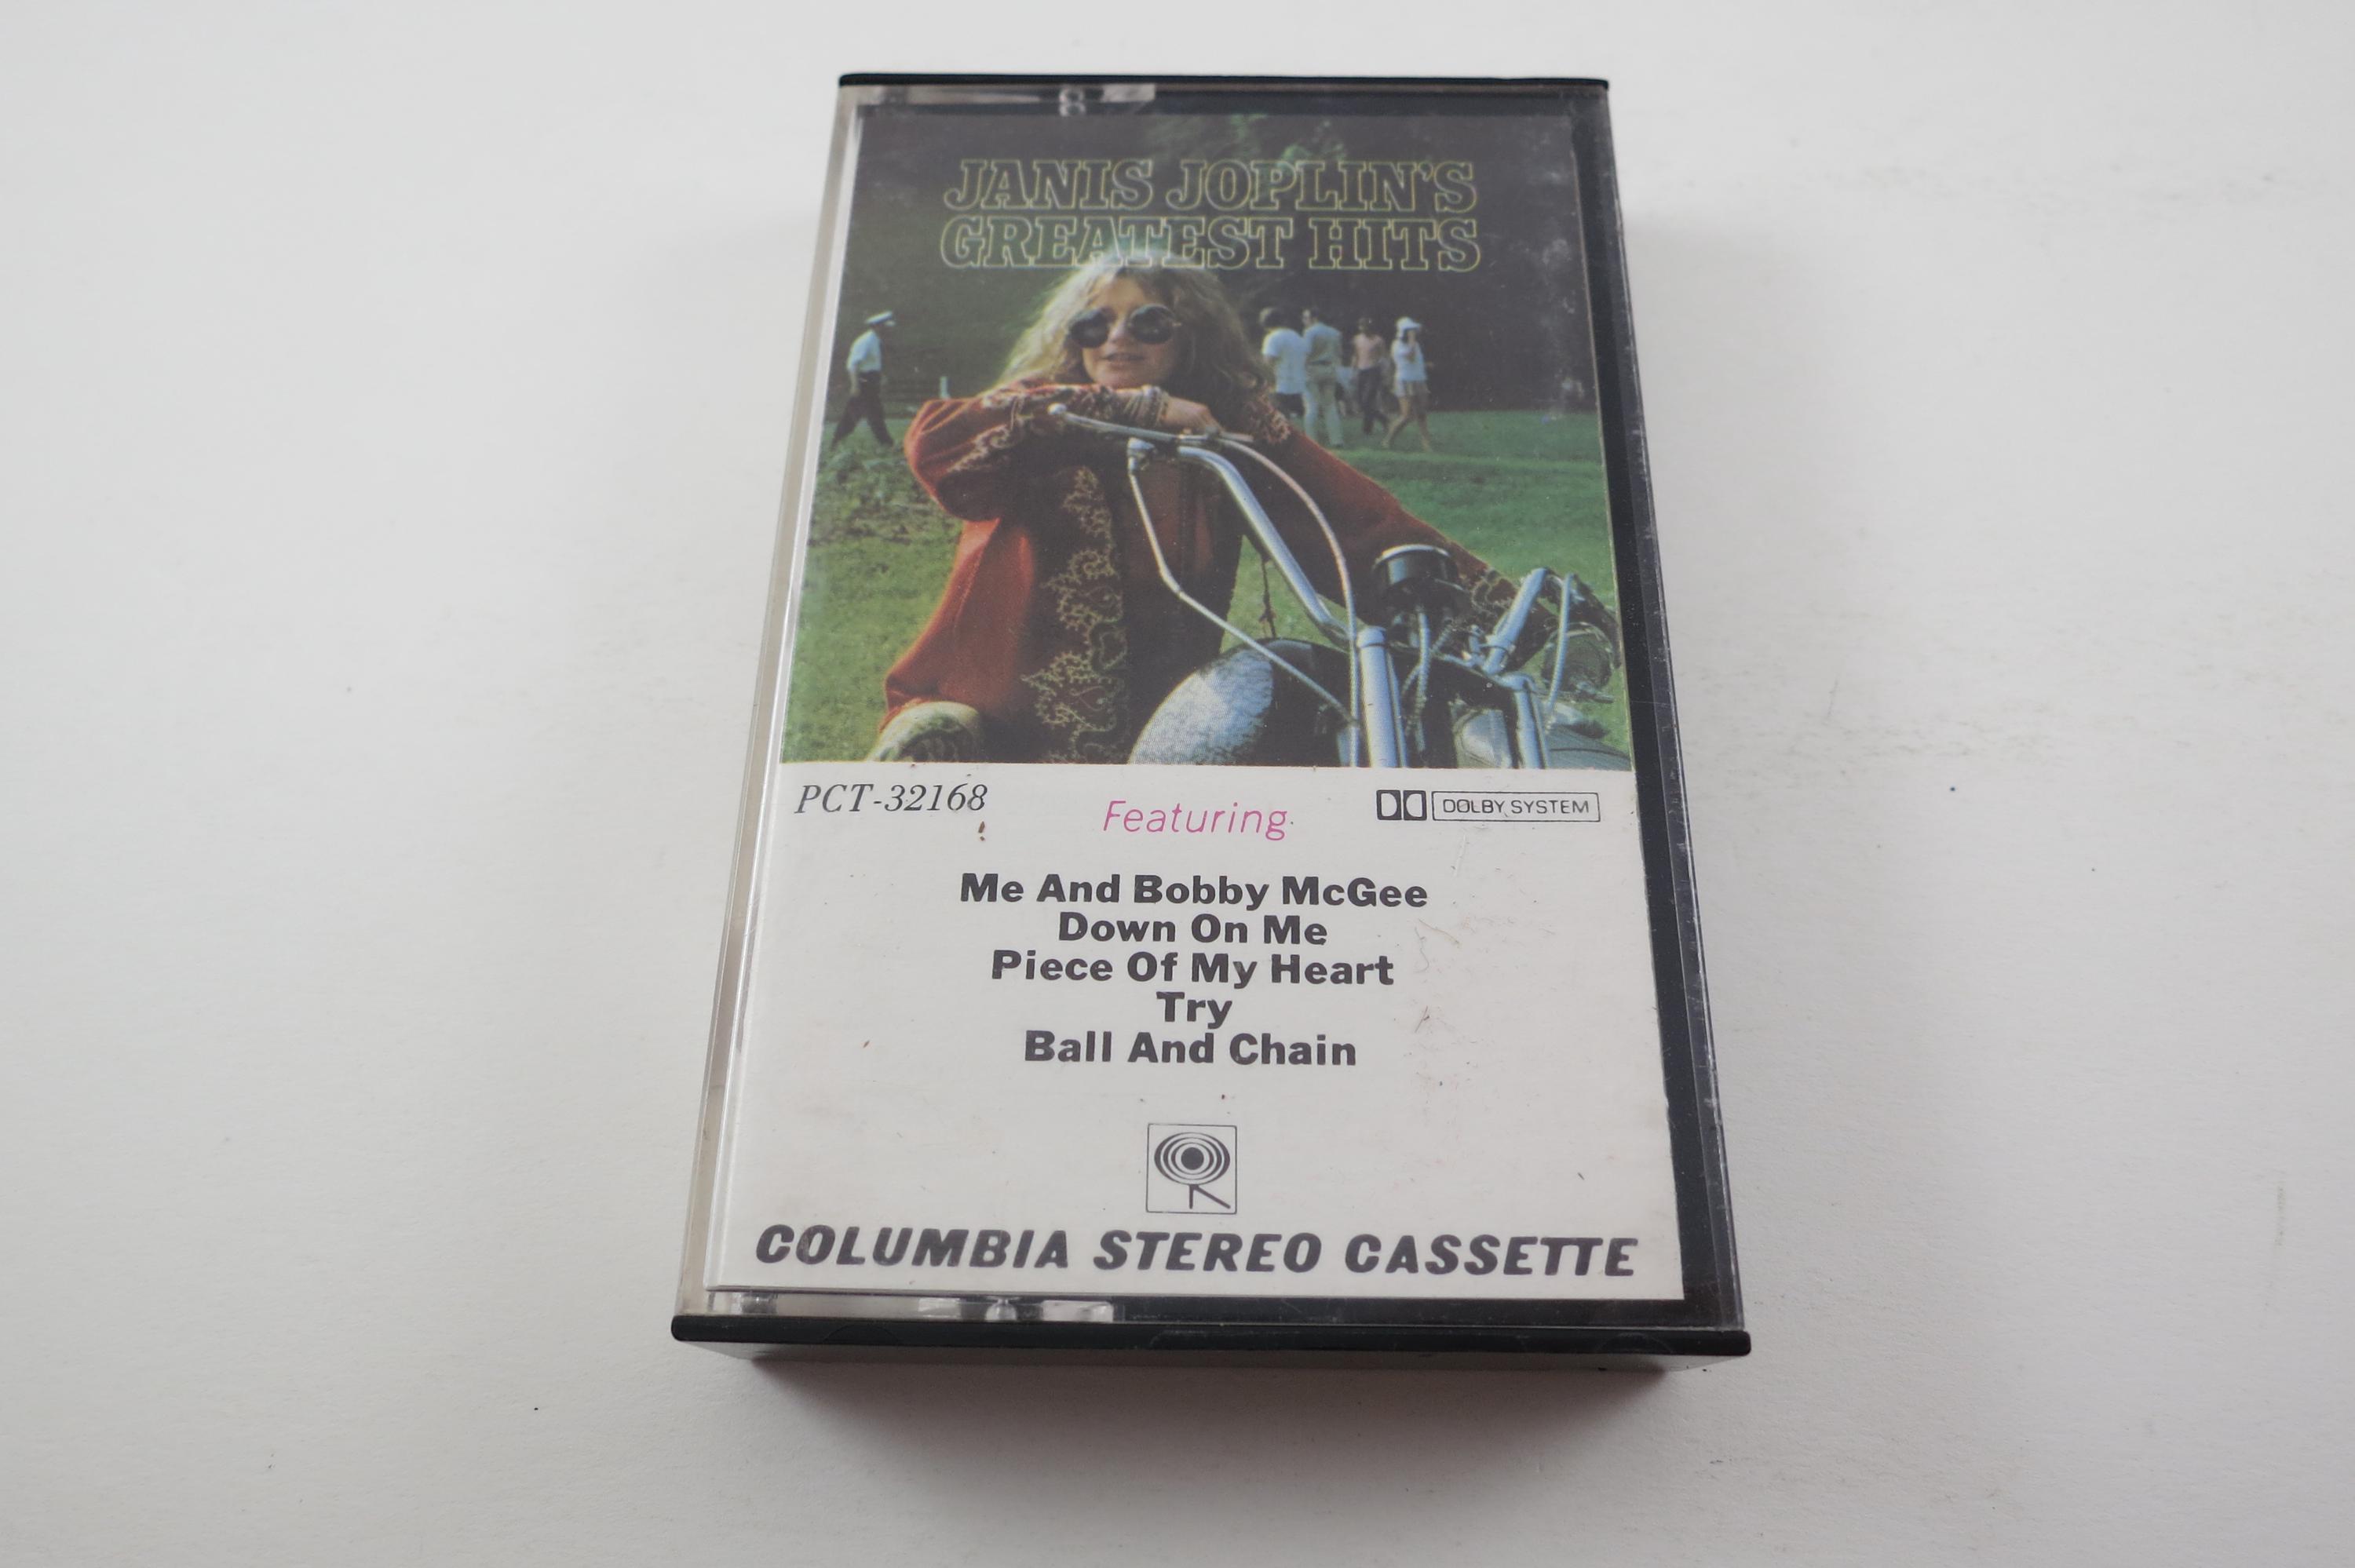 JANIS JOPLIN'S
GREATEST HITS
PCT-32168
Featuring
DOLBY SYSTEM
Me And Bobby McGee
Down On Me
Piece Of My Heart
Try
Ball And Chain
COLUMBIA STEREO CASSETTE